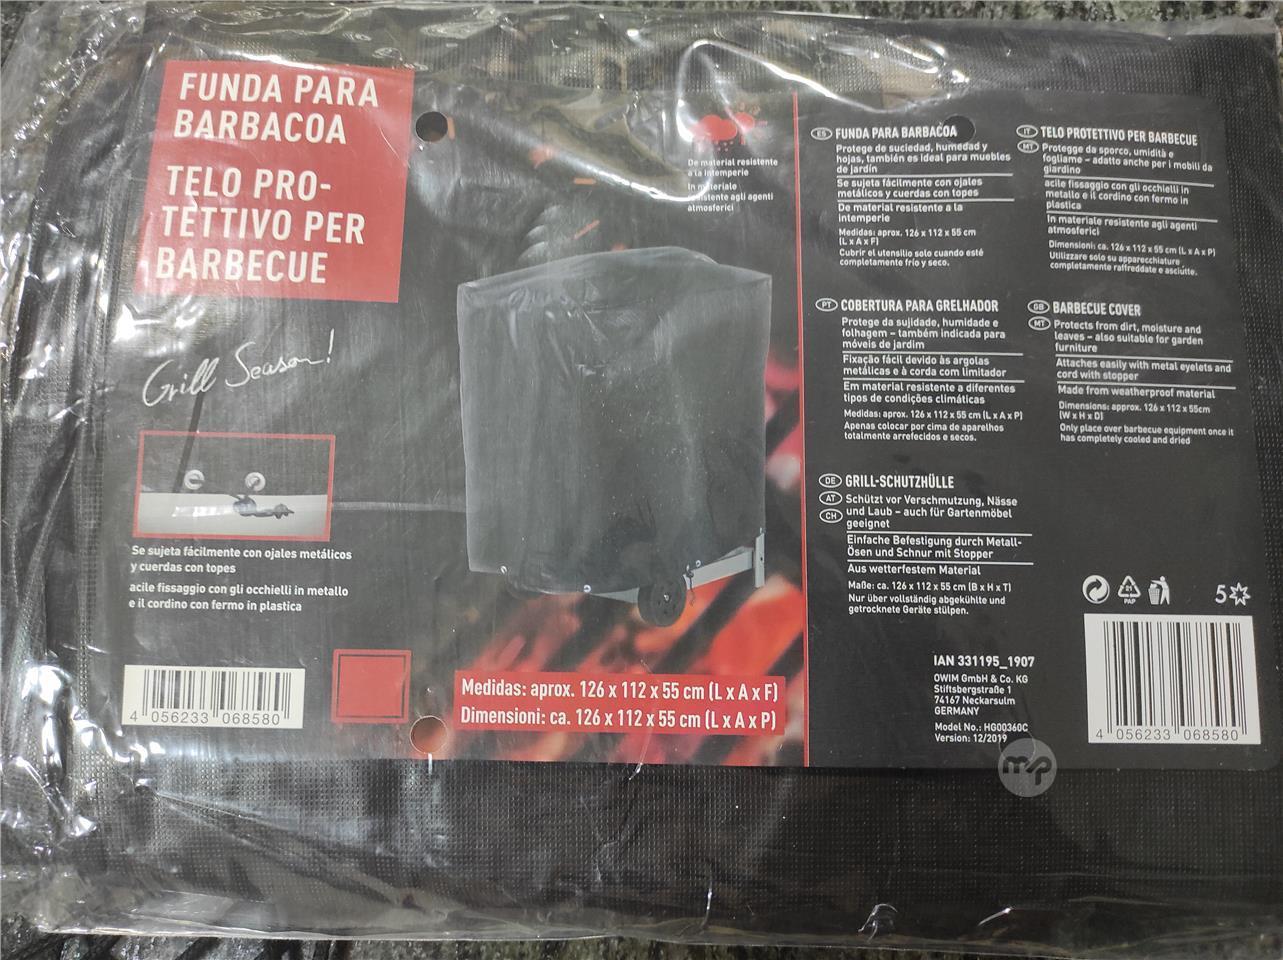 FUNDA PARA
BARBACOA
TELO PRO-
TETTIVO PER
BARBECUE
Grill Season!
Se sujeta fácilmente con ojales metálicos
y cuerdas con topes
acile fissaggio con gli occhielli in metallo
e il cordino con fermo in plastica
4 056233 068580
De material resistente
a la intemperie
In materiale
resistente agli agenti
atmosferici
Medidas: aprox. 126 x 112 x 55 cm (L x A x F)
Dimensioni: ca. 126 x 112 x 55 cm (L x A x P)
ES FUNDA PARA BARBACOA
Protege de suciedad, humedad y
hojas, también es ideal para muebles
de jardín
Se sujeta fácilmente con ojales
metálicos y cuerdas con topes
De material resistente a la
intemperie
Medidas: aprox. 126 x 112 x 55 cm
(L x A x F)
Cubrir el utensilio solo cuando esté
completamente frío y seco.
IT MT TELO PROTETTIVO PER BARBECUE
Protegge da sporco, umidità e
fogliame – adatto anche per i mobili da
giardino
acile fissaggio con gli occhielli in
metallo e il cordino con fermo in
plastica
In materiale resistente agli agenti
atmosferici
Dimensioni: ca. 126 x 112 x 55 cm (L x A x P)
Utilizzare solo su apparecchiature
completamente raffreddate e asciutte.
PT COBERTURA PARA GRELHADOR
Protege da sujidade, humidade e
folhagem – também indicada para
móveis de jardim
Fixação fácil devido às argolas
metálicas e à corda com limitador
Em material resistente a diferentes
tipos de condições climáticas
Medidas: aprox. 126 x 112 x 55 cm (L x A x P)
Apenas colocar por cima de aparelhos
totalmente arrefecidos e secos.
GB MT BARBECUE COVER
Protects from dirt, moisture and
leaves – also suitable for garden
furniture
Attaches easily with metal eyelets and
cord with stopper
Made from weatherproof material
Dimensions: approx. 126 x 112 x 55cm
(W x H x D)
Only place over barbecue equipment once it
has completely cooled and dried
DE AT CH GRILL-SCHUTZHÜLLE
Schützt vor Verschmutzung, Nässe
und Laub – auch für Gartenmöbel
geeignet
Einfache Befestigung durch Metall-
Ösen und Schnur mit Stopper
Aus wetterfestem Material
Maße: ca. 126 x 112 x 55 cm (B x H x T)
Nur über vollständig abgekühlte und
getrocknete Geräte stülpen.
21
PAP
5
IAN 331195_1907
OWIM GmbH & Co. KG
Stiftsbergstraße 1
74167 Neckarsulm
GERMANY
Model No.: HG00360C
Version: 12/2019
4 056233 068580
mp